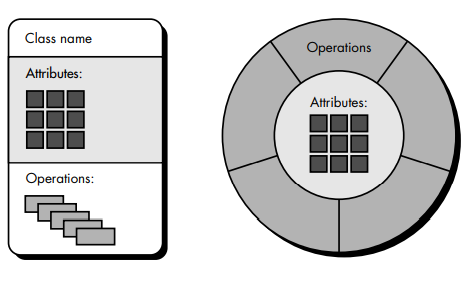 Class name
Attributes:
Operations:
Operations
Attributes: